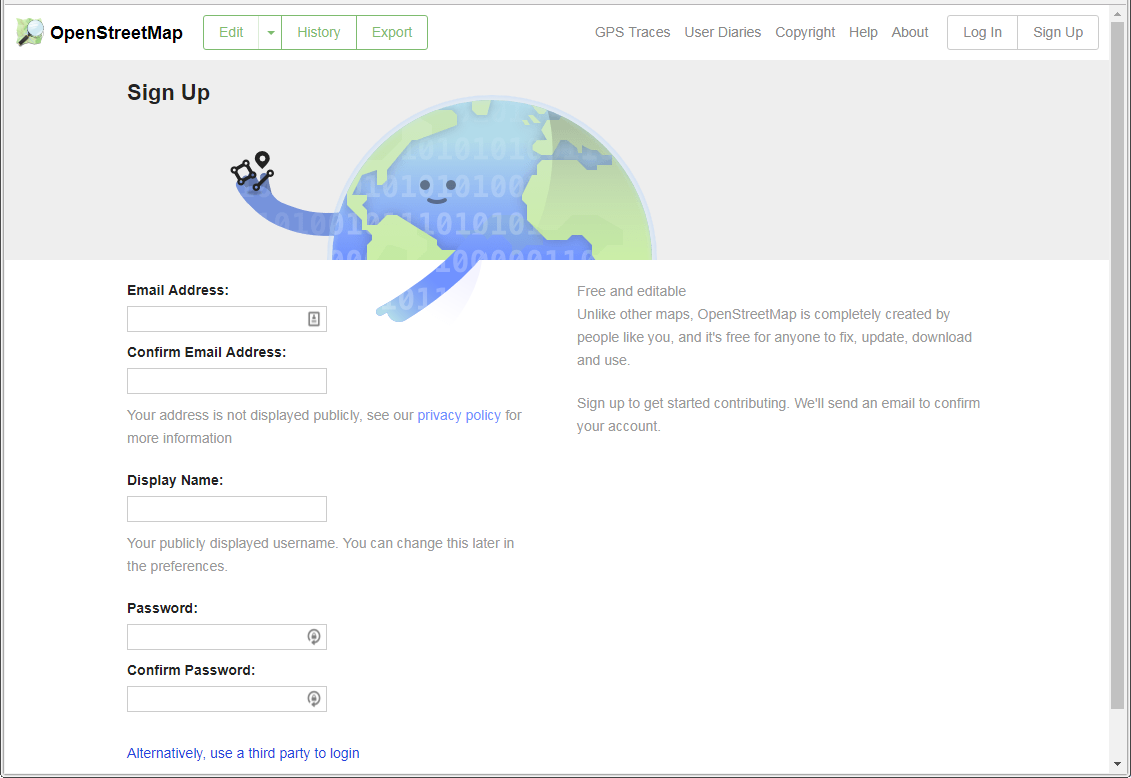 OpenStreetMap Edit History Export GPS Traces User Diaries Copyright Help About Log In Sign Up
Sign Up
Email Address:
Confirm Email Address:
Your address is not displayed publicly, see our privacy policy for
more information
Display Name:
Your publicly displayed username. You can change this later in
the preferences.
Password:
Confirm Password:
Alternatively, use a third party to login
Free and editable
Unlike other maps, OpenStreetMap is completely created by
people like you, and it's free for anyone to fix, update, download
and use.
Sign up to get started contributing. We'll send an email to confirm
your account.